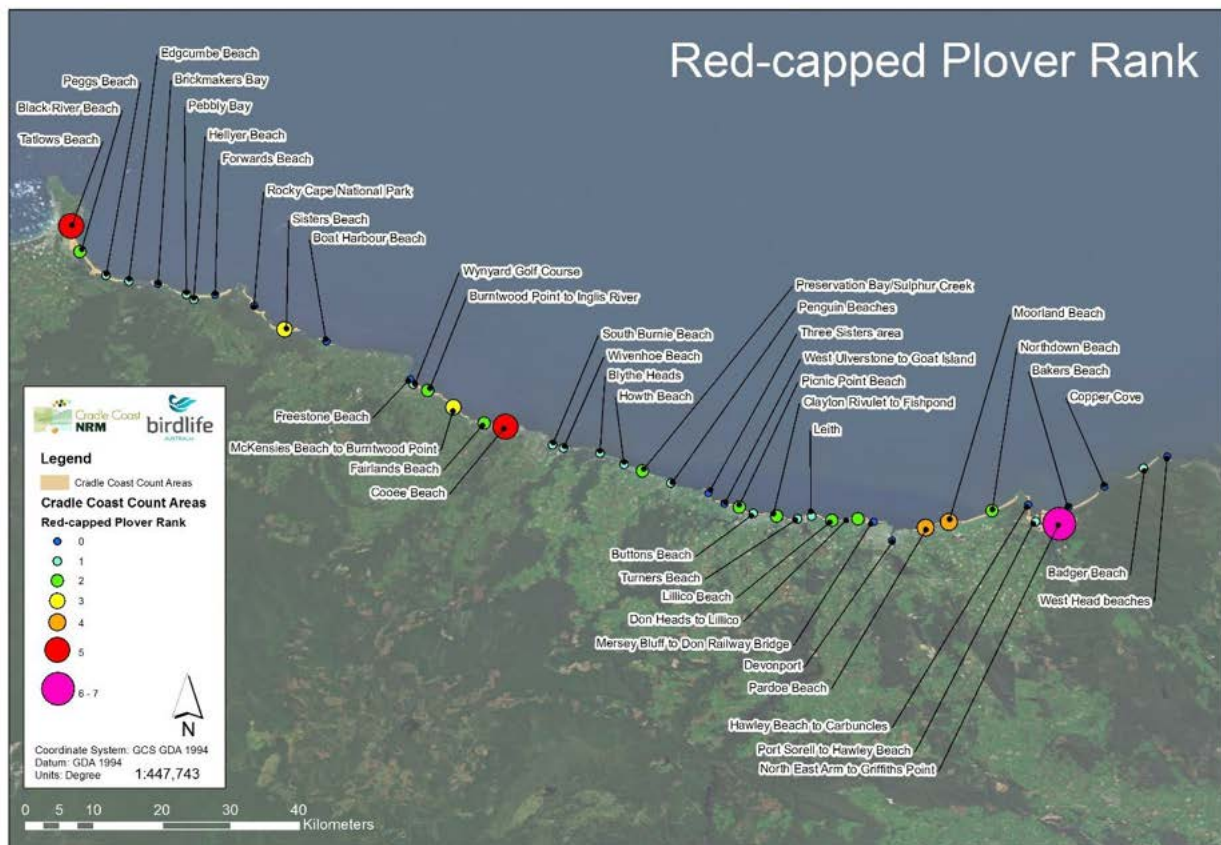 Red-capped Plover Rank
Edgcumbe Beach
Peggs Beach
Brickmakers Bay
Black-River Beach
Pebbly Bay
Tatlows Beach
Hellyer Beach
Forwards Beach
Rocky Cape National Park
Sisters Beach
Boat Harbour Beach
Wynyard Golf Course
Burntwood Point to Inglis River
Preservation Bay/Sulphur Creek
Penguin Beaches
Moorland Beach
South Burnie Beach
Three Sisters area
Northdown Beach
Wivenhoe Beach
West Ulverstone to Goat Island
Bakers Beach
Blythe Heads
Picnic Point Beach
Howth Beach
Clayton Rivulet to Fishpond
Copper Cove
Leith
Freestone Beach
McKensies Beach to Burntwood Point
Fairlands Beach
Cooee Beach
Buttons Beach
Turners Beach
Lillico Beach
Don Heads to Lillico
Mersey Bluff to Don Railway Bridge
Devonport
Pardoe Beach
Badger Beach
West Head beaches
Hawley Beach to Carbuncles
Port Sorell to Hawley Beach
North East Arm to Griffiths Point
Cradle Coast
NRM
birdlife
AUSTRALIA
Legend
Cradle Coast Count Areas
Cradle Coast Count Areas
Red-capped Plover Rank
0
1
2
3
4
5
6 - 7
N
Coordinate System: GCS GDA 1994
Datum: GDA 1994
Units: Degree 1:447,743
0 5 10 20 30 40
Kilometers